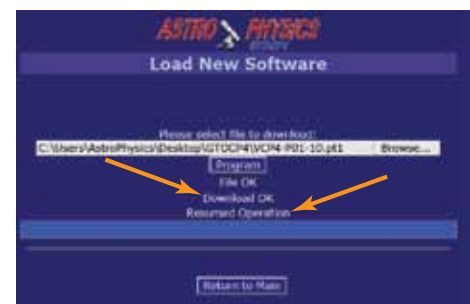 ASTRO PHYSICS
Load New Software
Please select file to download:
C:\Users\AstroPhysics\Desktop\GTOCP4\VCP4-P01-10.pt1 Browse...
Program
File OK
Download OK
Resumed Operation
Return to Main